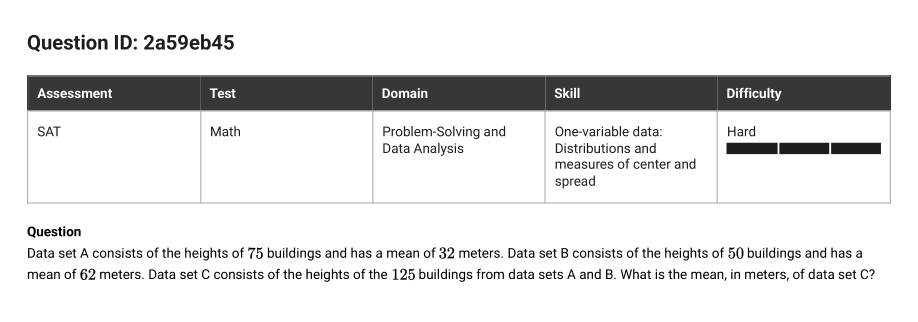 Question ID: 2a59eb45
Assessment Test Domain Skill Difficulty
SAT Math Problem-Solving and Data Analysis One-variable data: Distributions and measures of center and spread Hard
Question
Data set A consists of the heights of 75 buildings and has a mean of 32 meters. Data set B consists of the heights of 50 buildings and has a
mean of 62 meters. Data set C consists of the heights of the 125 buildings from data sets A and B. What is the mean, in meters, of data set C?